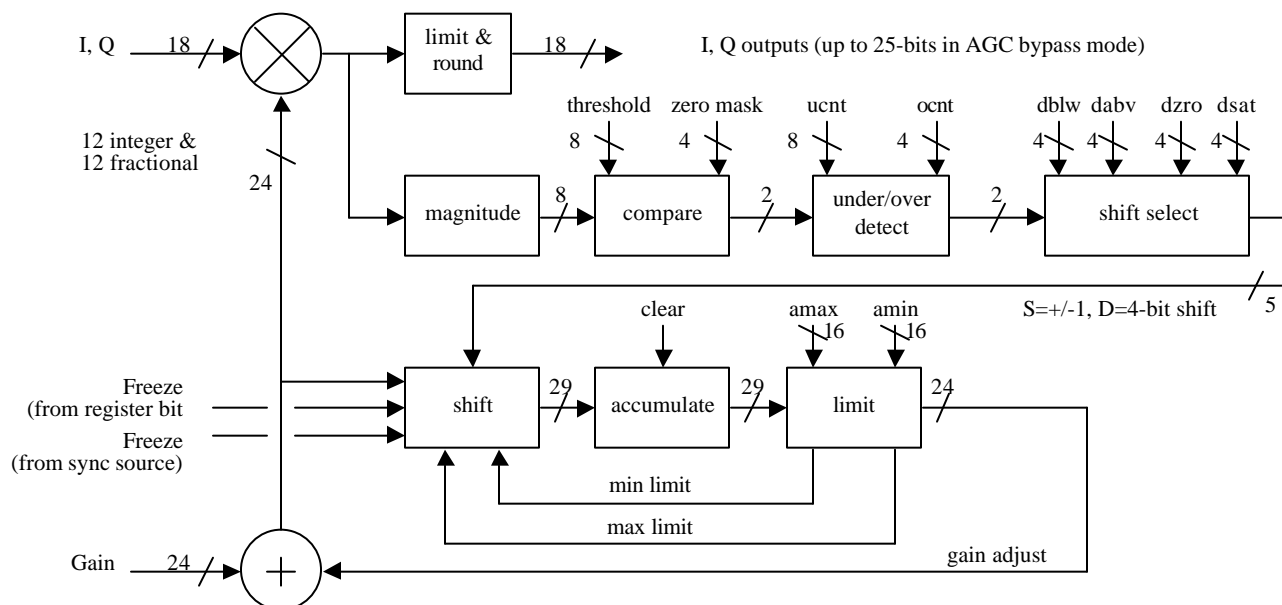 I, Q
18
limit &
round
18
I, Q outputs (up to 25-bits in AGC bypass mode)
threshold
zero mask
ucnt
ocnt
dblw
dabv
dzro
dsat
8
4
8
4
4
4
4
4
12 integer &
12 fractional
24
magnitude
8
compare
2
under/over
detect
2
shift select
5
S=+/-1, D=4-bit shift
clear
amax
amin
16
16
Freeze
(from register bit
Freeze
(from sync source)
shift
29
accumulate
29
limit
24
min limit
max limit
Gain
24
+
gain adjust